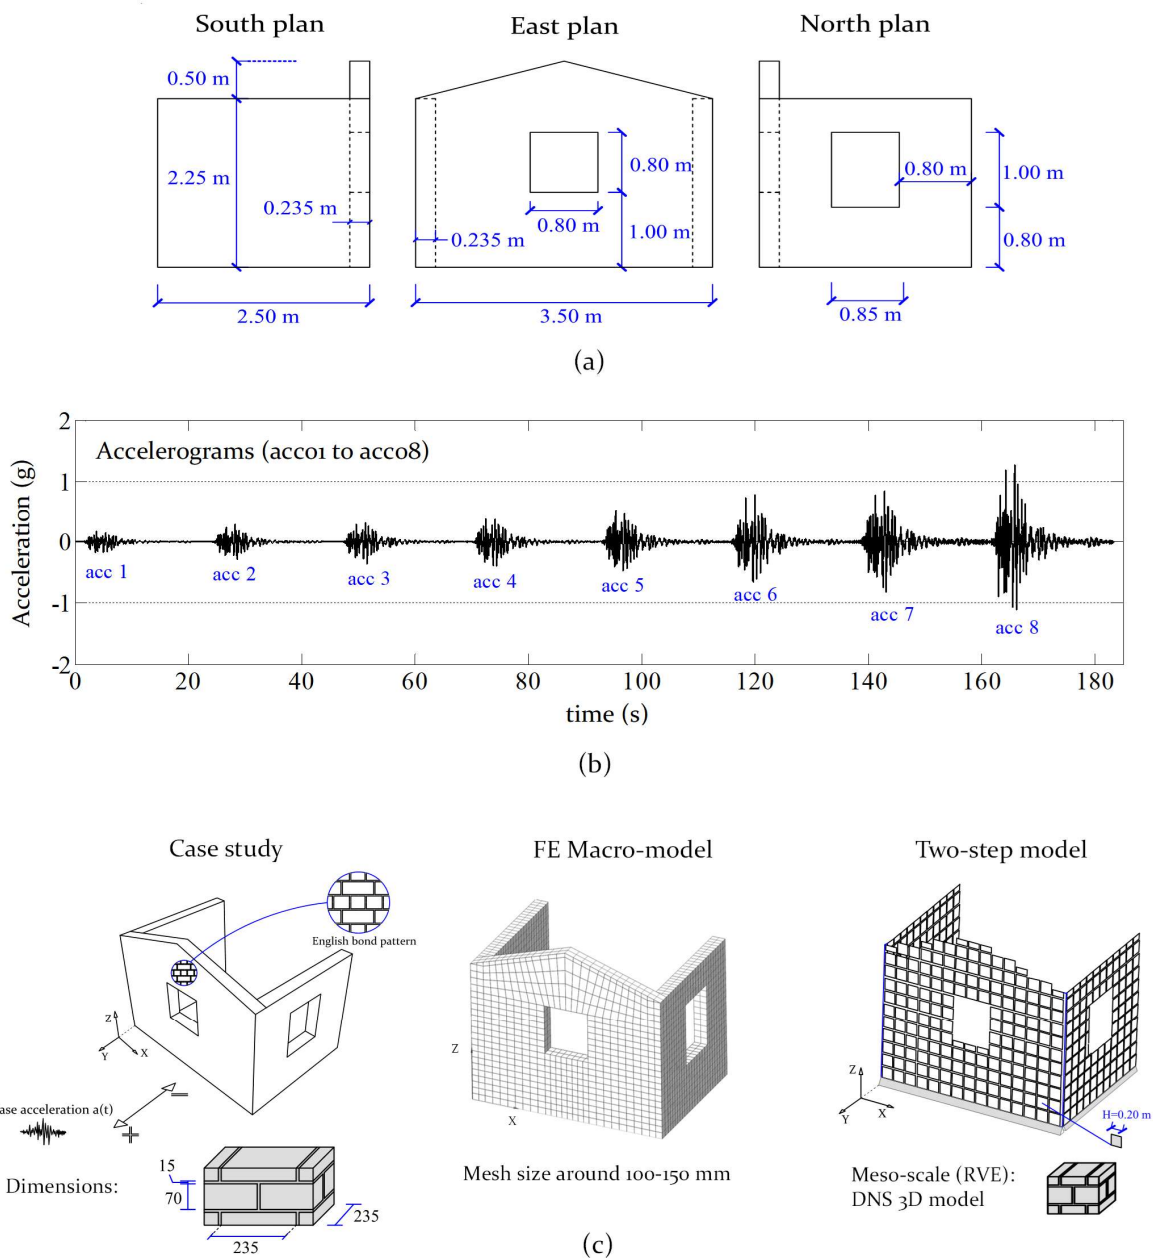 South plan
East plan
North plan
0.50 m
2.25 m
0.235 m
2.50 m
0.80 m
0.80 m
0.235 m
1.00 m
3.50 m
0.80 m
1.00 m
0.80 m
0.85 m
(a)
2
1
0
-1
-2
Acceleration (g)
Accelerograms (acc01 to acc08)
acc 1
acc 2
acc 3
acc 4
acc 5
acc 6
acc 7
acc 8
0
20
40
60
80
100
120
140
160
180
time (s)
(b)
Case study
FE Macro-model
Two-step model
English bond pattern
Z
Y
X
ase acceleration a(t)
Dimensions:
15
70
235
235
Z
X
Mesh size around 100-150 mm
Z
Y
X
H=0.20 m
Meso-scale (RVE):
DNS 3D model
(c)